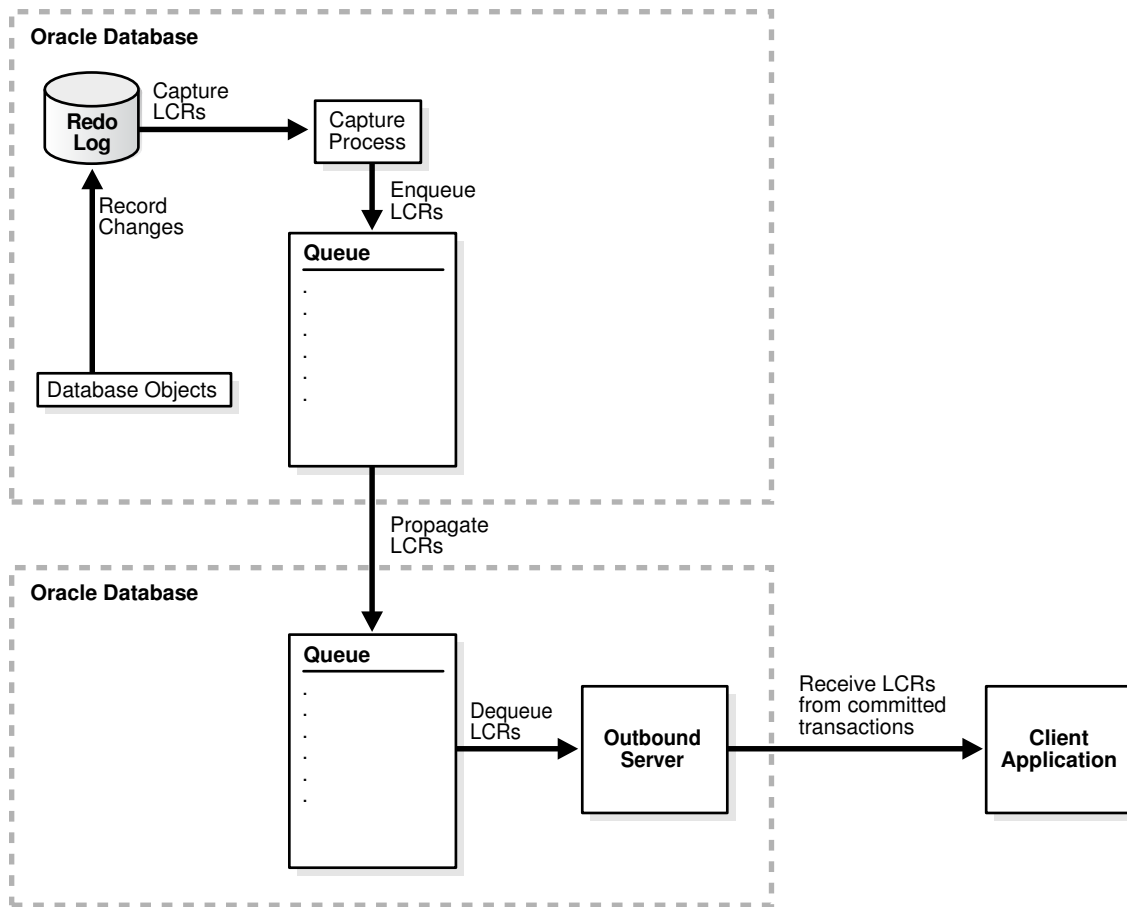 Oracle Database
Redo
Log
Capture
LCRs
Capture
Process
Record
Changes
Enqueue
LCRs
Queue
.
.
.
.
.
.
Database Objects
Propagate
LCRs
Oracle Database
Queue
.
.
.
.
.
.
Dequeue
LCRs
Outbound
Server
Receive LCRs
from committed
transactions
Client
Application